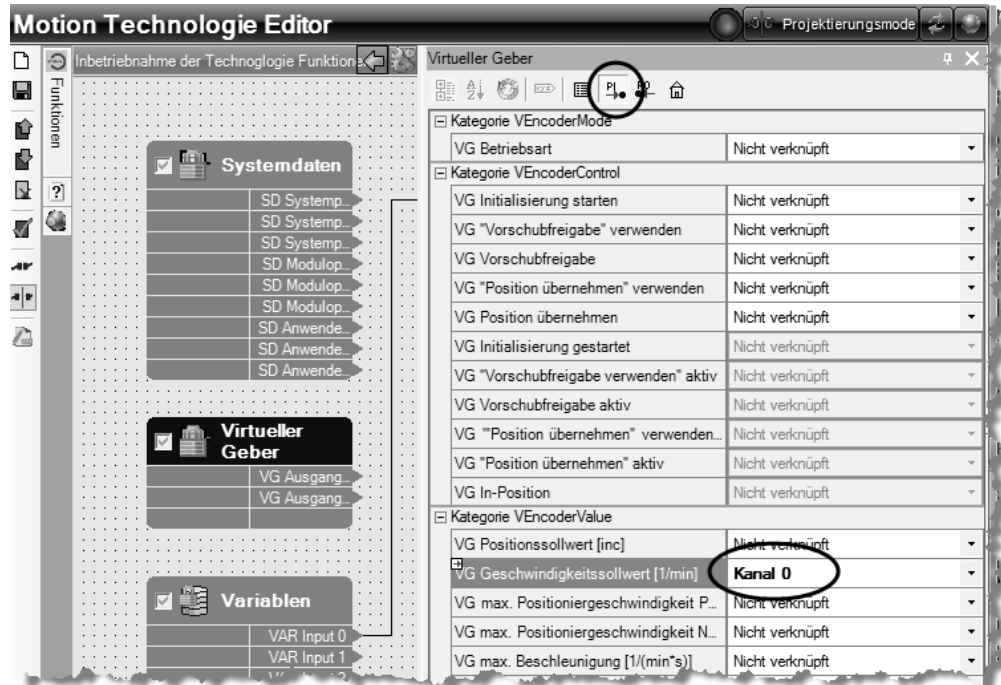 Motion Technologie Editor
Projektierungsmode
Inbetriebnahme der Technoglogie Funktione
Funktionen
Systemdaten
SD Systemp...
SD Systemp...
SD Systemp...
SD Modulop...
SD Modulop...
SD Modulop...
SD Anwende...
SD Anwende...
SD Anwende...
Virtueller
Geber
VG Ausgang...
VG Ausgang...
Variablen
VAR Input 0
VAR Input 1
Virtueller Geber
Kategorie VEncoderMode
VG Betriebsart Nicht verknüpft
Kategorie VEncoderControl
VG Initialisierung starten Nicht verknüpft
VG "Vorschubfreigabe" verwenden Nicht verknüpft
VG Vorschubfreigabe Nicht verknüpft
VG "Position übernehmen" verwenden Nicht verknüpft
VG Position übernehmen Nicht verknüpft
VG Initialisierung gestartet Nicht verknüpft
VG "Vorschubfreigabe verwenden" aktiv Nicht verknüpft
VG Vorschubfreigabe aktiv Nicht verknüpft
VG '"Position übernehmen" verwenden... Nicht verknüpft
VG "Position übernehmen" aktiv Nicht verknüpft
VG In-Position Nicht verknüpft
Kategorie VEncoderValue
VG Positionssollwert [inc] Nicht verknüpft
VG Geschwindigkeitssollwert [1/min] Kanal 0
VG max. Positioniergeschwindigkeit P... Nicht verknüpft
VG max. Positioniergeschwindigkeit N... Nicht verknüpft
VG max. Beschleunigung [1/(min*s)] Nicht verknüpft